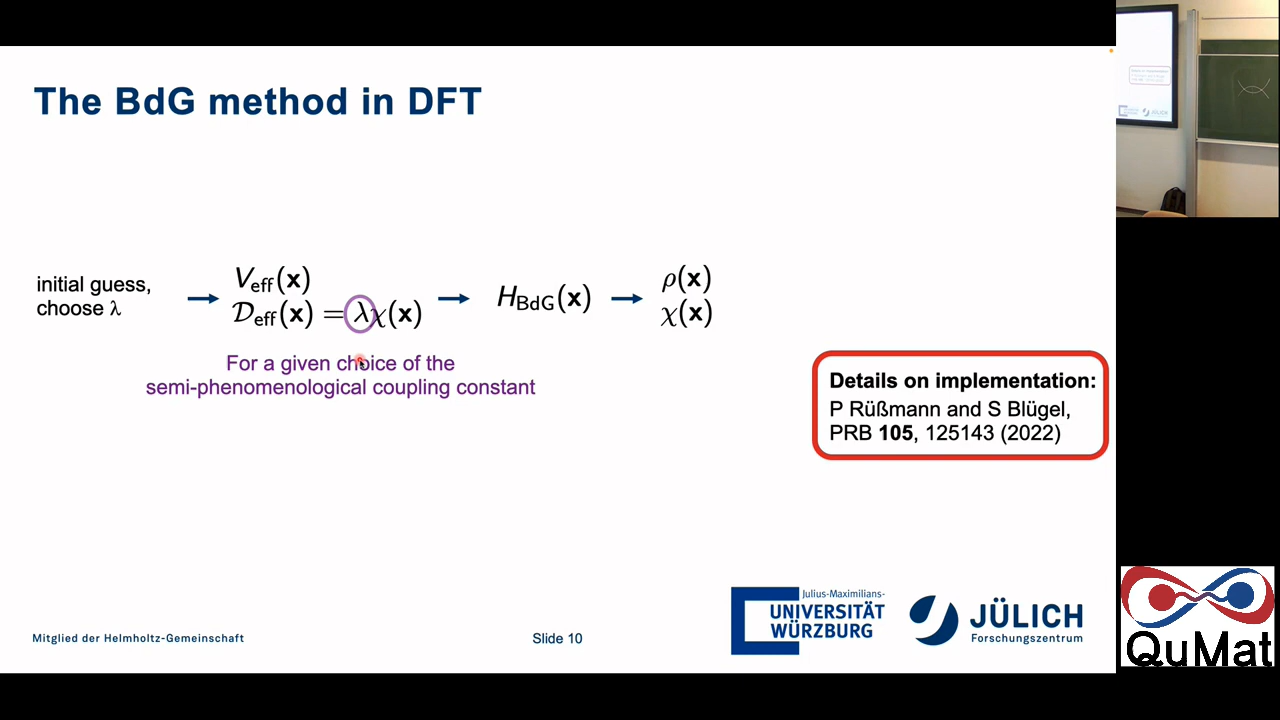 The BdG method in DFT
initial guess,
choose λ
V_eff(x)
𝒟_eff(x) = λχ(x)
H_BdG(x)
ρ(x)
χ(x)
For a given choice of the
semi-phenomenological coupling constant
Details on implementation:
P Rüßmann and S Blügel,
PRB 105, 125143 (2022)
Mitglied der Helmholtz-Gemeinschaft
Slide 10
Julius-Maximilians-
UNIVERSITÄT
WÜRZBURG
JÜLICH
Forschungszentrum
QuMat